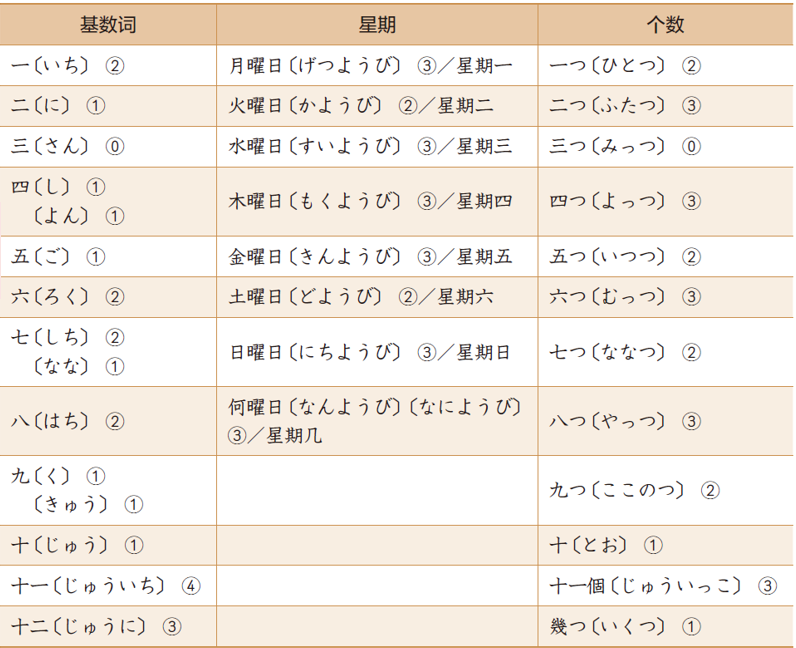 基数词 星期 个数
一〔いち〕 ② 月曜日〔げつようび〕 ③／星期一 一つ〔ひとつ〕 ②
二〔に〕 ① 火曜日〔かようび〕 ②／星期二 二つ〔ふたつ〕 ③
三〔さん〕 ⓪ 水曜日〔すいようび〕 ③／星期三 三つ〔みっつ〕 ⓪
四〔し〕 ①
〔よん〕 ① 木曜日〔もくようび〕 ③／星期四 四つ〔よっつ〕 ③
五〔ご〕 ① 金曜日〔きんようび〕 ③／星期五 五つ〔いつつ〕 ②
六〔ろく〕 ② 土曜日〔どようび〕 ②／星期六 六つ〔むっつ〕 ③
七〔しち〕 ②
〔なな〕 ① 日曜日〔にちようび〕 ③／星期日 七つ〔ななつ〕 ②
八〔はち〕 ② 何曜日〔なんようび〕〔なにようび〕
③／星期几 八つ〔やっつ〕 ③
九〔く〕 ①
〔きゅう〕 ① 九つ〔ここのつ〕 ②
十〔じゅう〕 ① 十〔とお〕 ①
十一〔じゅういち〕 ④ 十一個〔じゅういっこ〕 ③
十二〔じゅうに〕 ③ 幾つ〔いくつ〕 ①